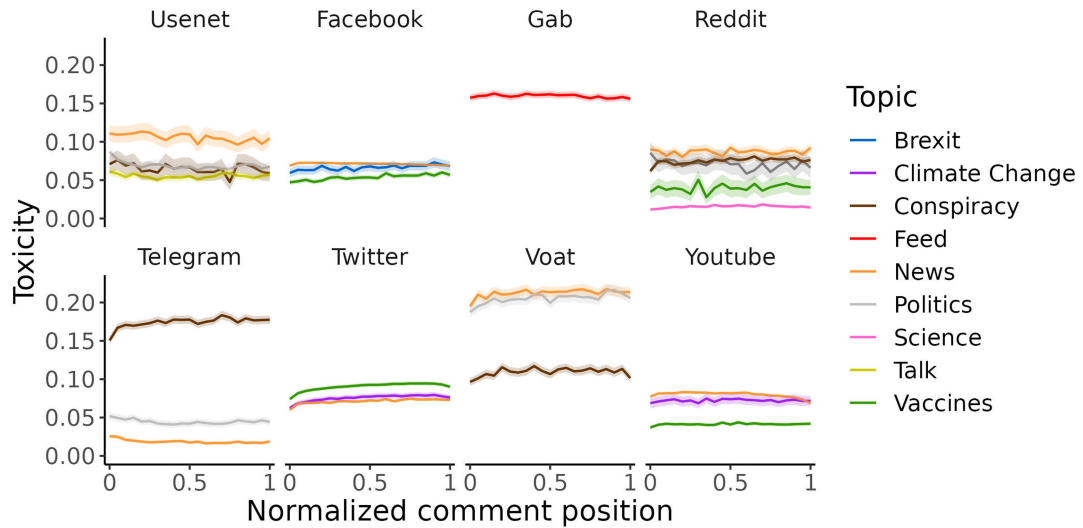 Usenet Facebook Gab Reddit
0.20
0.15
0.10
0.05
0.00
Telegram Twitter Voat Youtube
0.20
0.15
0.10
0.05
0.00
0 1 0 1 0 1 0 1
0.5 0.5 0.5 0.5
Toxicity
Normalized comment position
Topic
Brexit
Climate Change
Conspiracy
Feed
News
Politics
Science
Talk
Vaccines